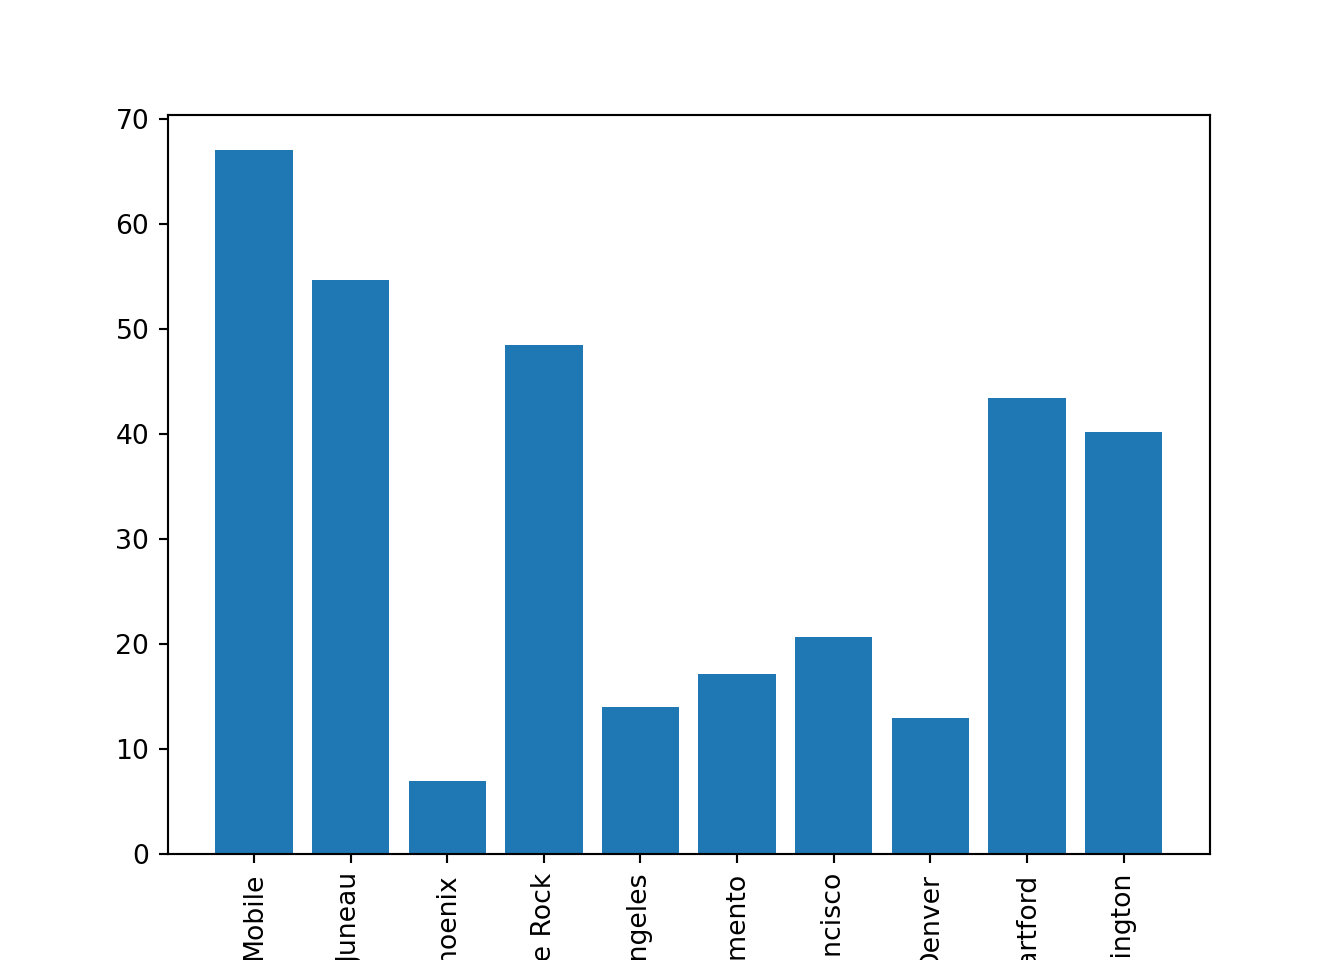 70
60
50
40
30
20
10
0
Mobile
Juneau
hoenix
e Rock
ngeles
mento
ncisco
Denver
artford
ington